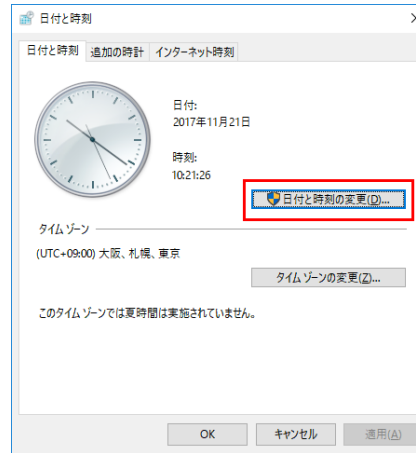 日付と時刻
日付と時刻 追加の時計 インターネット時刻
日付:
2017年11月21日
時刻:
10:21:26
日付と時刻の変更(D)...
タイム ゾーン
(UTC+09:00) 大阪、札幌、東京
タイム ゾーンの変更(Z)...
このタイム ゾーンでは夏時間は実施されていません。
OK キャンセル 適用(A)